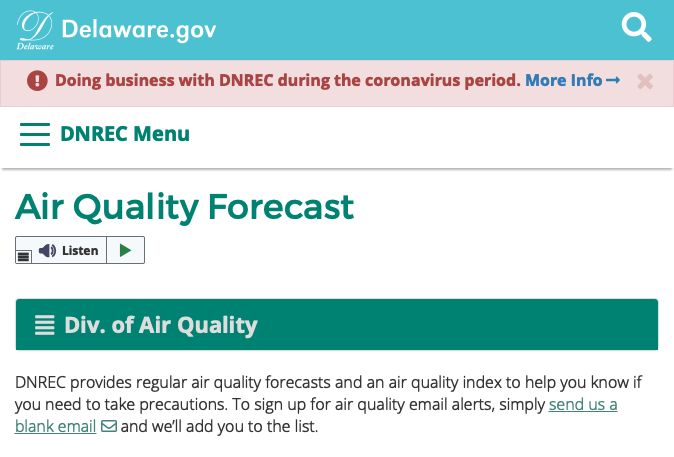 Delaware
Delaware.gov
Doing business with DNREC during the coronavirus period. More Info
DNREC Menu
Air Quality Forecast
Listen
Div. of Air Quality
DNREC provides regular air quality forecasts and an air quality index to help you know if
you need to take precautions. To sign up for air quality email alerts, simply send us a
blank email and we’ll add you to the list.